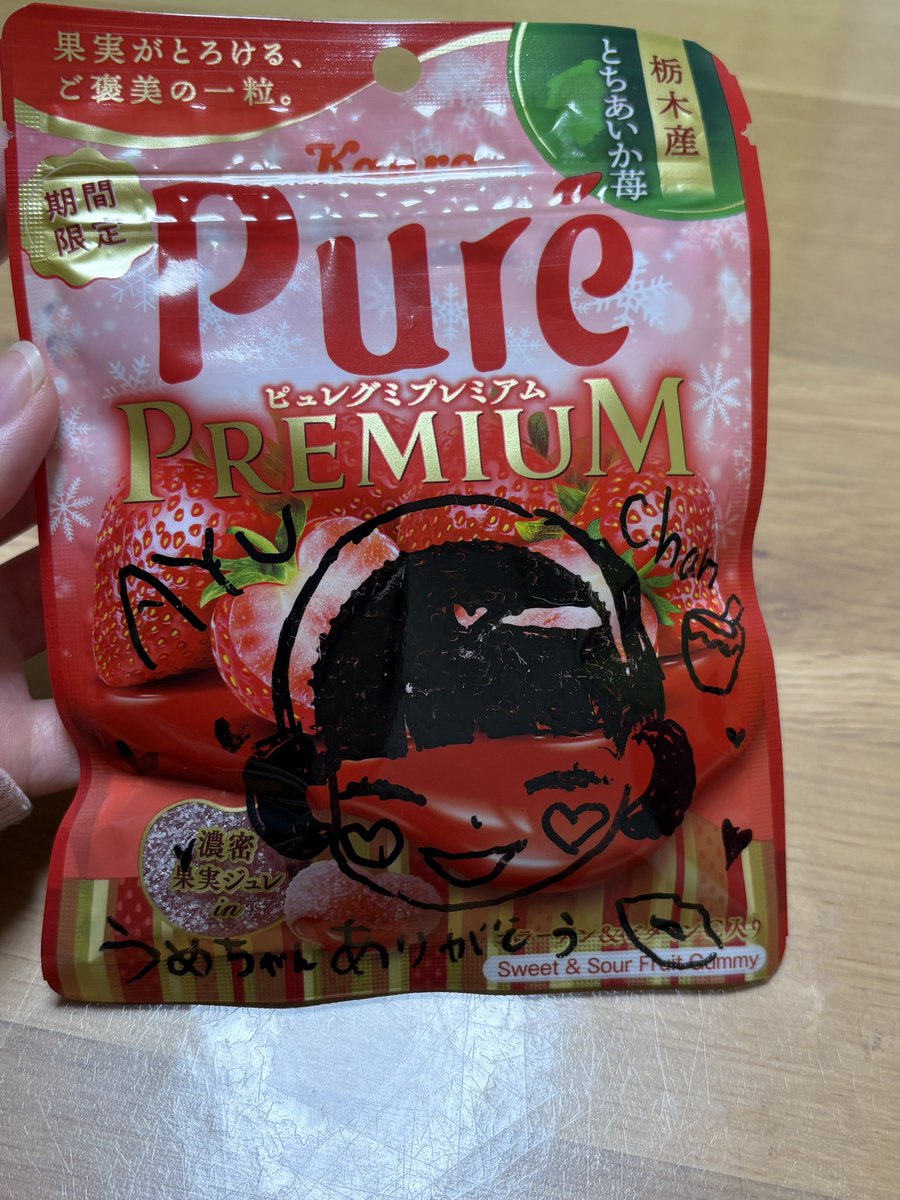 果実がとろける、
ご褒美の一粒。
栃木産
とちあいか苺
期間
限定
Kanro
Puré
ピュレグミプレミアム
PREMIUM
AYU
Chan
濃密
果実ジュレ
in
うめちゃんありがとう
Sweet & Sour Fruit Gummy